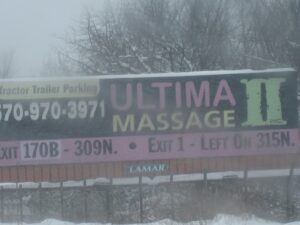 Tractor Trailer Parking
570-970-3971
ULTIMA II
MASSAGE
EXIT 170B - 309N. • EXIT 1 - LEFT ON 315N.
LAMAR